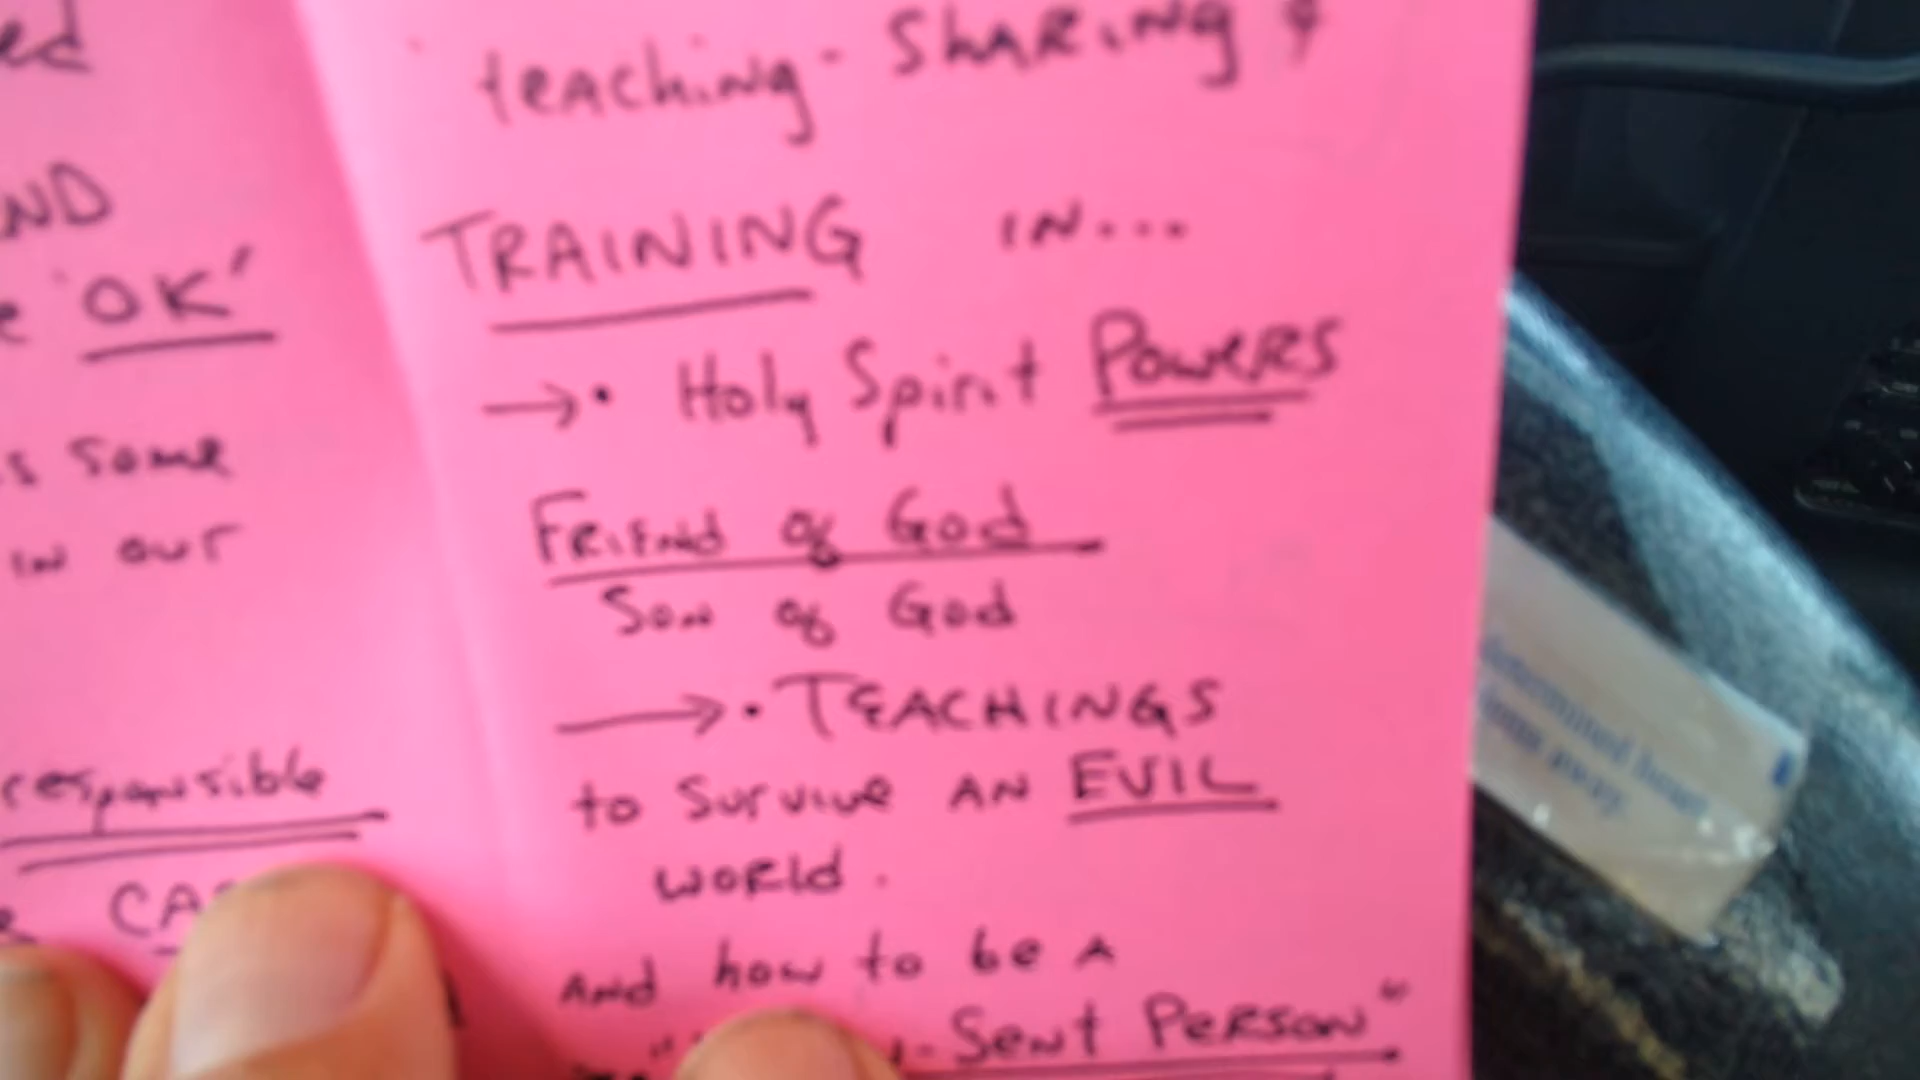 ed
ND
'OK'
s some
in our
responsible
CA
teaching - SHARING &
TRAINING IN...
→• Holy Spirit POWERS
FRIEND of GOD
SON of GOD
→• TEACHINGS
to survive AN EVIL
WORLD.
AND how to be A
- SENT PERSON"